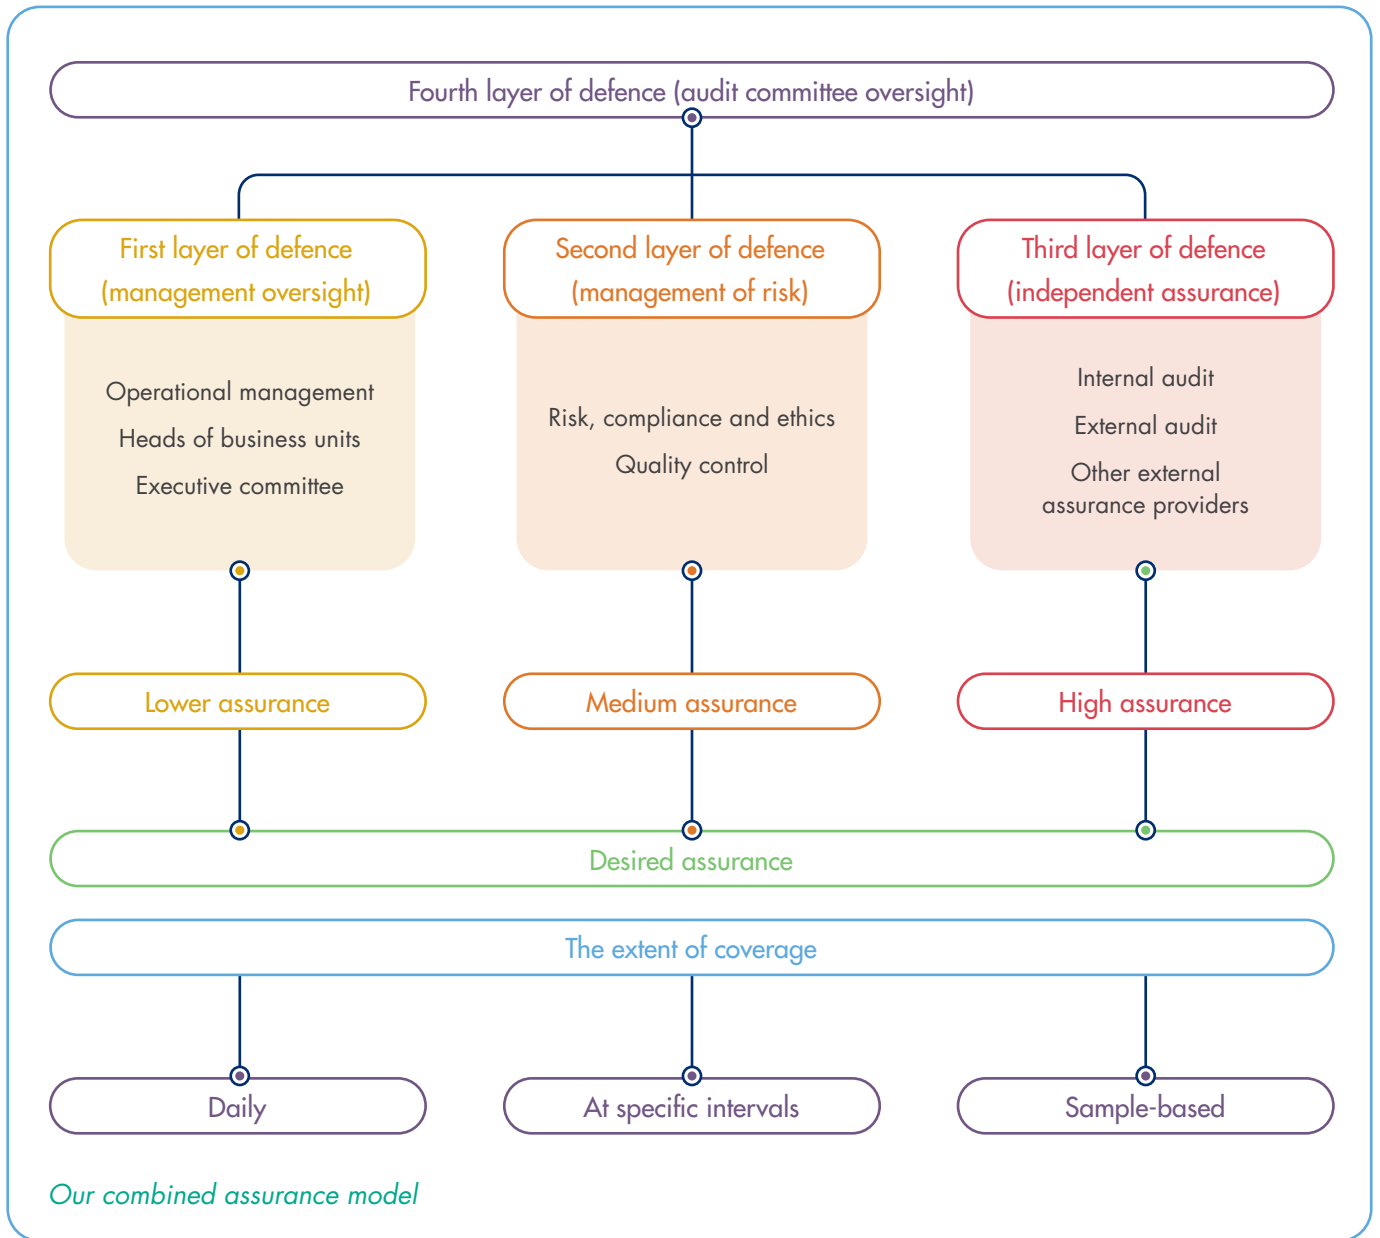 Fourth layer of defence (audit committee oversight)
First layer of defence
(management oversight)
Second layer of defence
(management of risk)
Third layer of defence
(independent assurance)
Operational management
Heads of business units
Executive committee
Risk, compliance and ethics
Quality control
Internal audit
External audit
Other external
assurance providers
Lower assurance
Medium assurance
High assurance
Desired assurance
The extent of coverage
Daily
At specific intervals
Sample-based
Our combined assurance model